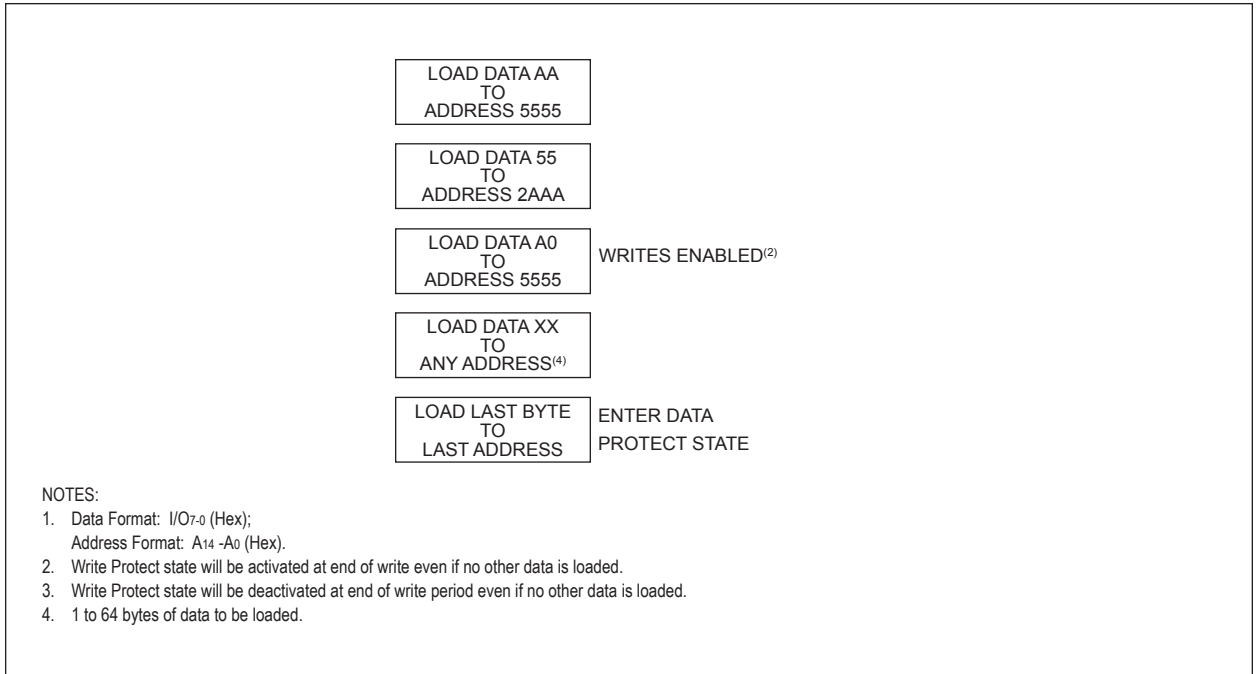 LOAD DATA AA
TO
ADDRESS 5555
LOAD DATA 55
TO
ADDRESS 2AAA
LOAD DATA A0
TO
ADDRESS 5555
WRITES ENABLED(2)
LOAD DATA XX
TO
ANY ADDRESS(4)
LOAD LAST BYTE
TO
LAST ADDRESS
ENTER DATA
PROTECT STATE
NOTES:
1. Data Format: I/O7-0 (Hex);
Address Format: A14 -A0 (Hex).
2. Write Protect state will be activated at end of write even if no other data is loaded.
3. Write Protect state will be deactivated at end of write period even if no other data is loaded.
4. 1 to 64 bytes of data to be loaded.